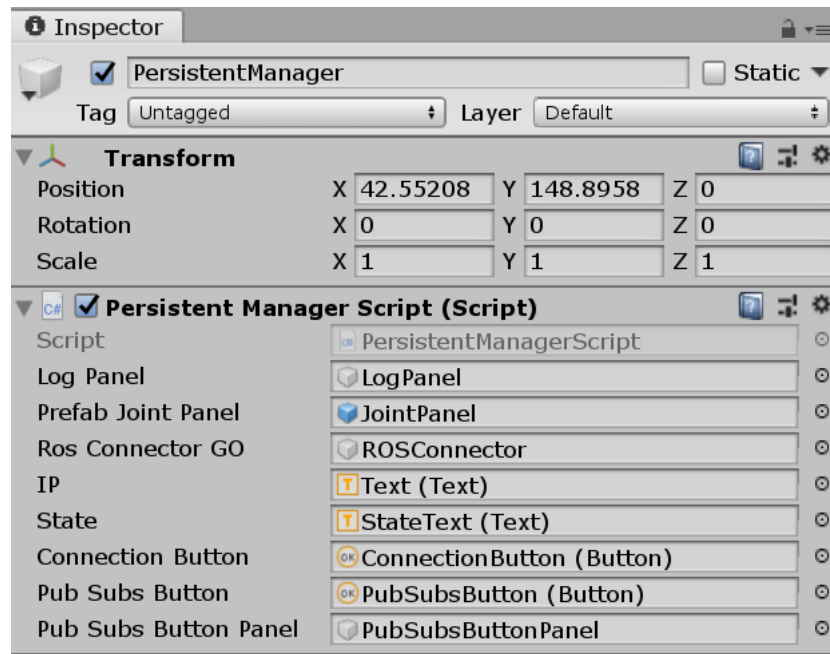 Inspector
PersistentManager Static
Tag Untagged Layer Default
Transform
Position X 42.55208 Y 148.8958 Z 0
Rotation X 0 Y 0 Z 0
Scale X 1 Y 1 Z 1
C# Persistent Manager Script (Script)
Script C# PersistentManagerScript
Log Panel LogPanel
Prefab Joint Panel JointPanel
Ros Connector GO ROSConnector
IP T Text (Text)
State T StateText (Text)
Connection Button OK ConnectionButton (Button)
Pub Subs Button OK PubSubsButton (Button)
Pub Subs Button Panel PubSubsButtonPanel